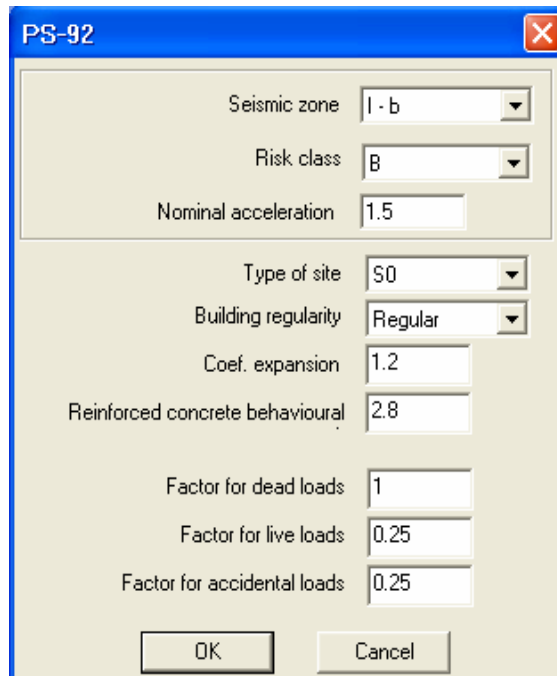 PS-92
Seismic zone I - b
Risk class B
Nominal acceleration 1.5
Type of site S0
Building regularity Regular
Coef. expansion 1.2
Reinforced concrete behavioural 2.8
Factor for dead loads 1
Factor for live loads 0.25
Factor for accidental loads 0.25
OK Cancel